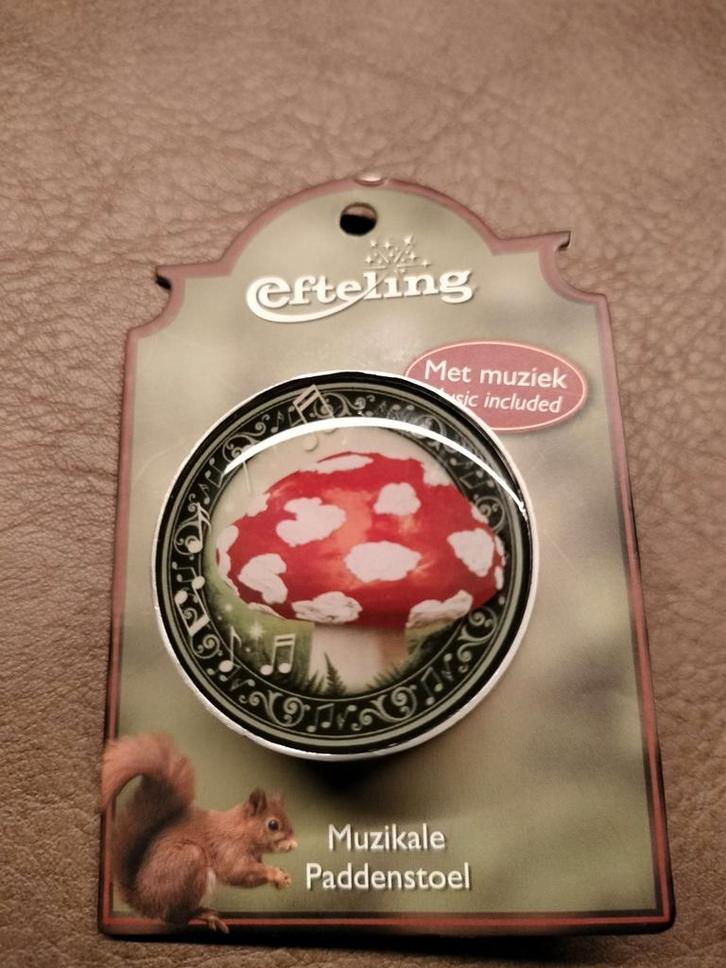 efteling
Met muziek
included
Muzikale
Paddenstoel